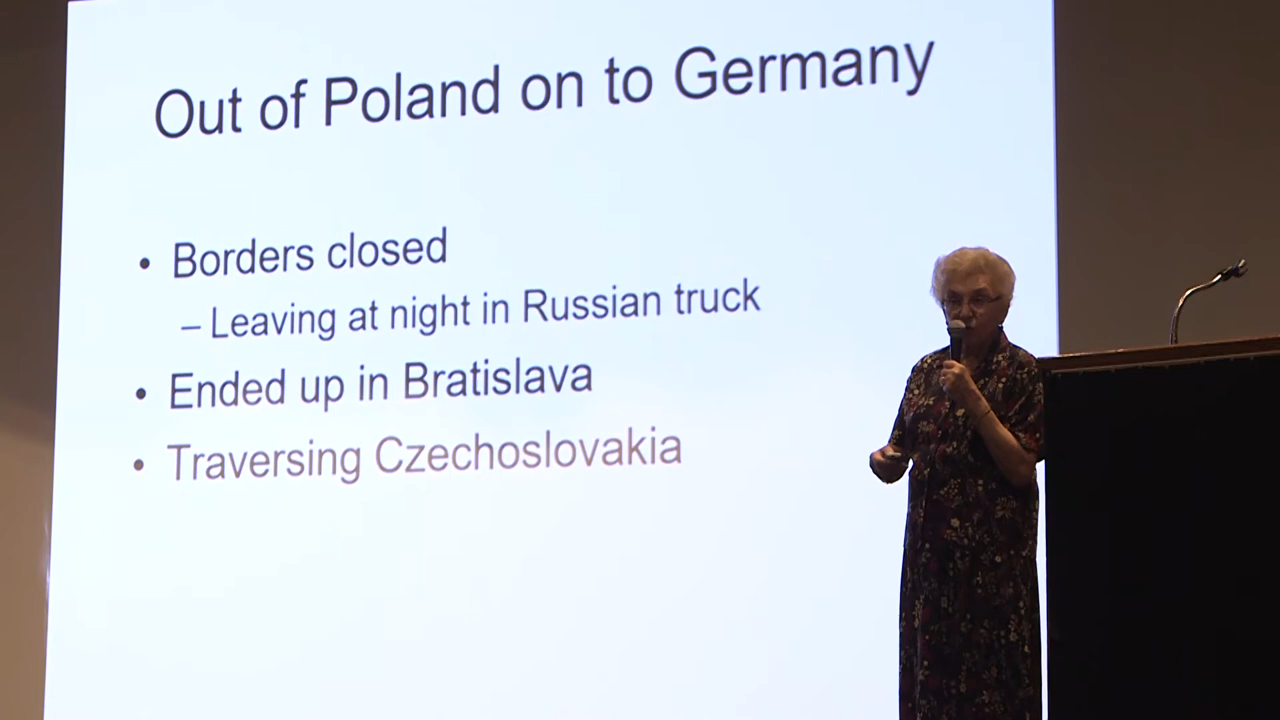 Out of Poland on to Germany
• Borders closed
– Leaving at night in Russian truck
• Ended up in Bratislava
• Traversing Czechoslovakia